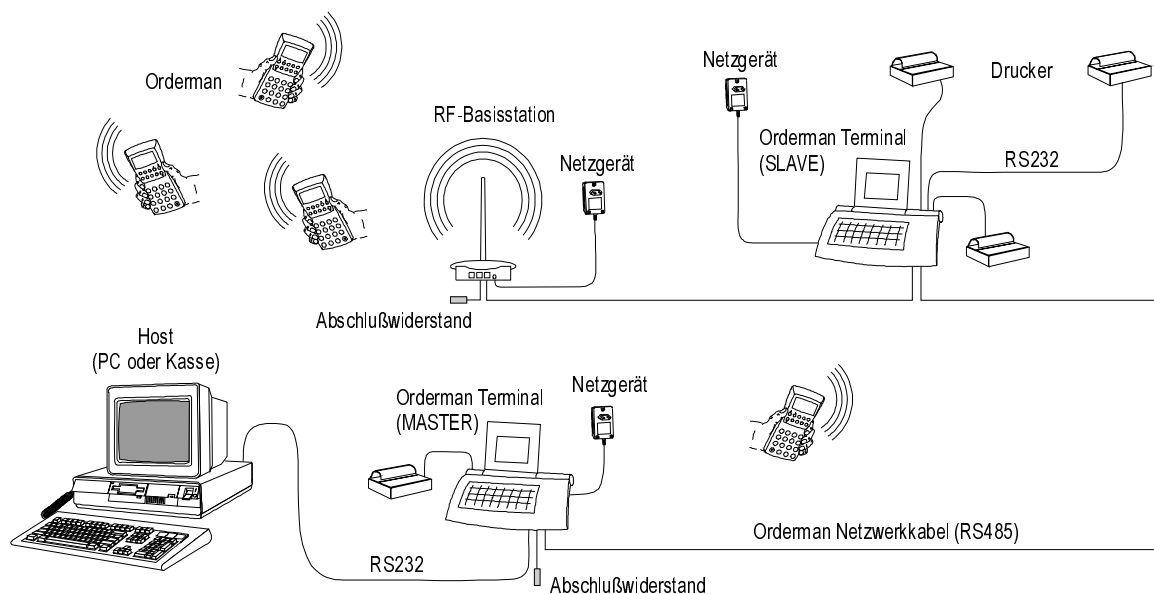 Orderman
RF-Basisstation
Netzgerät
Netzgerät
Drucker
Orderman Terminal
(SLAVE)
RS232
Abschlußwiderstand
Host
(PC oder Kasse)
Orderman Terminal
(MASTER)
Netzgerät
RS232
Abschlußwiderstand
Orderman Netzwerkkabel (RS485)